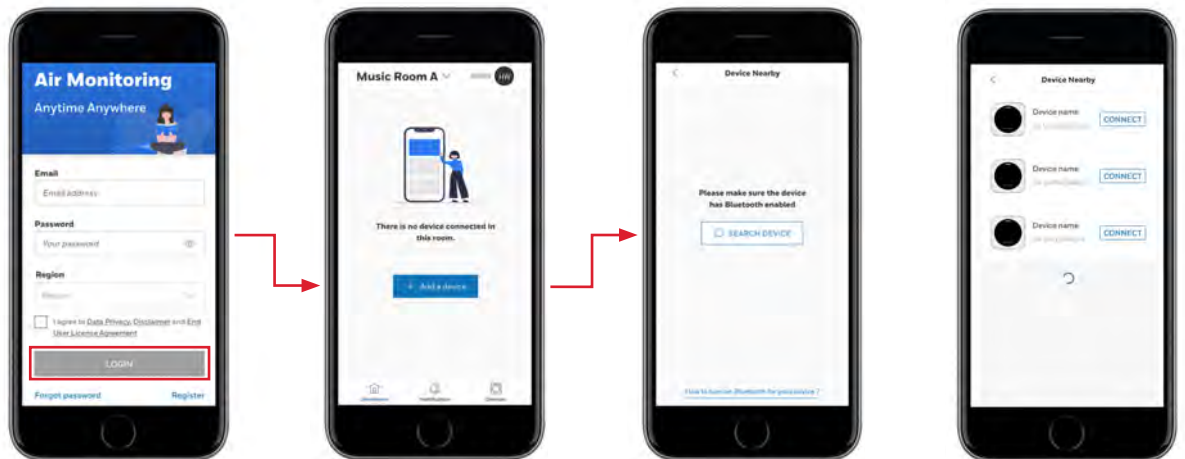 Air Monitoring
Anytime Anywhere
Email
Email address
Password
Your password
Region
Region
I agree to Data Privacy, Disclaimer and End
User License Agreement
LOGIN
Forgot password
Register
Music Room A
HW
There is no device connected in
this room.
+ Add a device
Notification
Devices
Device Nearby
Please make sure the device
has Bluetooth enabled
SEARCH DEVICE
How to turn on Bluetooth for your device ?
Device Nearby
Device name
CONNECT
Device name
CONNECT
Device name
CONNECT